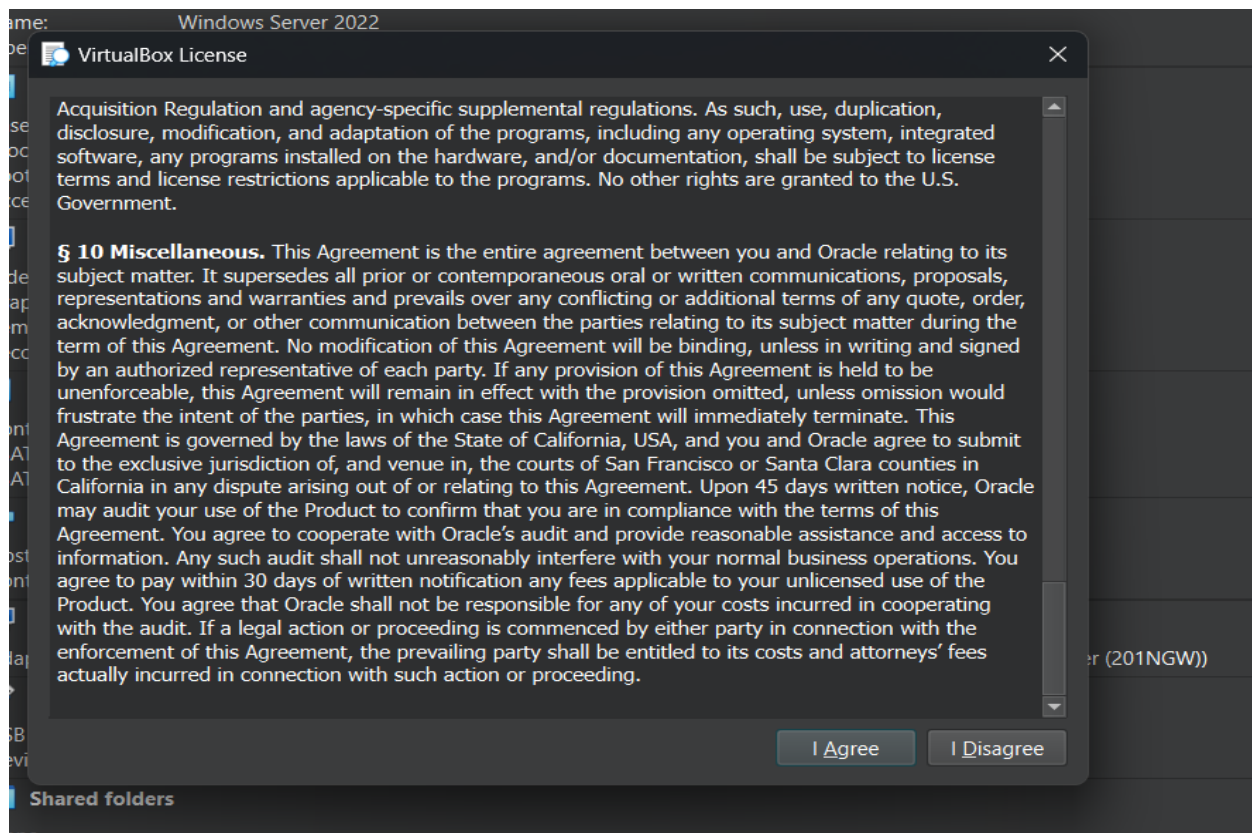 Windows Server 2022
VirtualBox License
Acquisition Regulation and agency-specific supplemental regulations. As such, use, duplication,
disclosure, modification, and adaptation of the programs, including any operating system, integrated
software, any programs installed on the hardware, and/or documentation, shall be subject to license
terms and license restrictions applicable to the programs. No other rights are granted to the U.S.
Government.
§ 10 Miscellaneous. This Agreement is the entire agreement between you and Oracle relating to its
subject matter. It supersedes all prior or contemporaneous oral or written communications, proposals,
representations and warranties and prevails over any conflicting or additional terms of any quote, order,
acknowledgment, or other communication between the parties relating to its subject matter during the
term of this Agreement. No modification of this Agreement will be binding, unless in writing and signed
by an authorized representative of each party. If any provision of this Agreement is held to be
unenforceable, this Agreement will remain in effect with the provision omitted, unless omission would
frustrate the intent of the parties, in which case this Agreement will immediately terminate. This
Agreement is governed by the laws of the State of California, USA, and you and Oracle agree to submit
to the exclusive jurisdiction of, and venue in, the courts of San Francisco or Santa Clara counties in
California in any dispute arising out of or relating to this Agreement. Upon 45 days written notice, Oracle
may audit your use of the Product to confirm that you are in compliance with the terms of this
Agreement. You agree to cooperate with Oracle’s audit and provide reasonable assistance and access to
information. Any such audit shall not unreasonably interfere with your normal business operations. You
agree to pay within 30 days of written notification any fees applicable to your unlicensed use of the
Product. You agree that Oracle shall not be responsible for any of your costs incurred in cooperating
with the audit. If a legal action or proceeding is commenced by either party in connection with the
enforcement of this Agreement, the prevailing party shall be entitled to its costs and attorneys’ fees
actually incurred in connection with such action or proceeding.
(201NGW))
I Agree
I Disagree
Shared folders